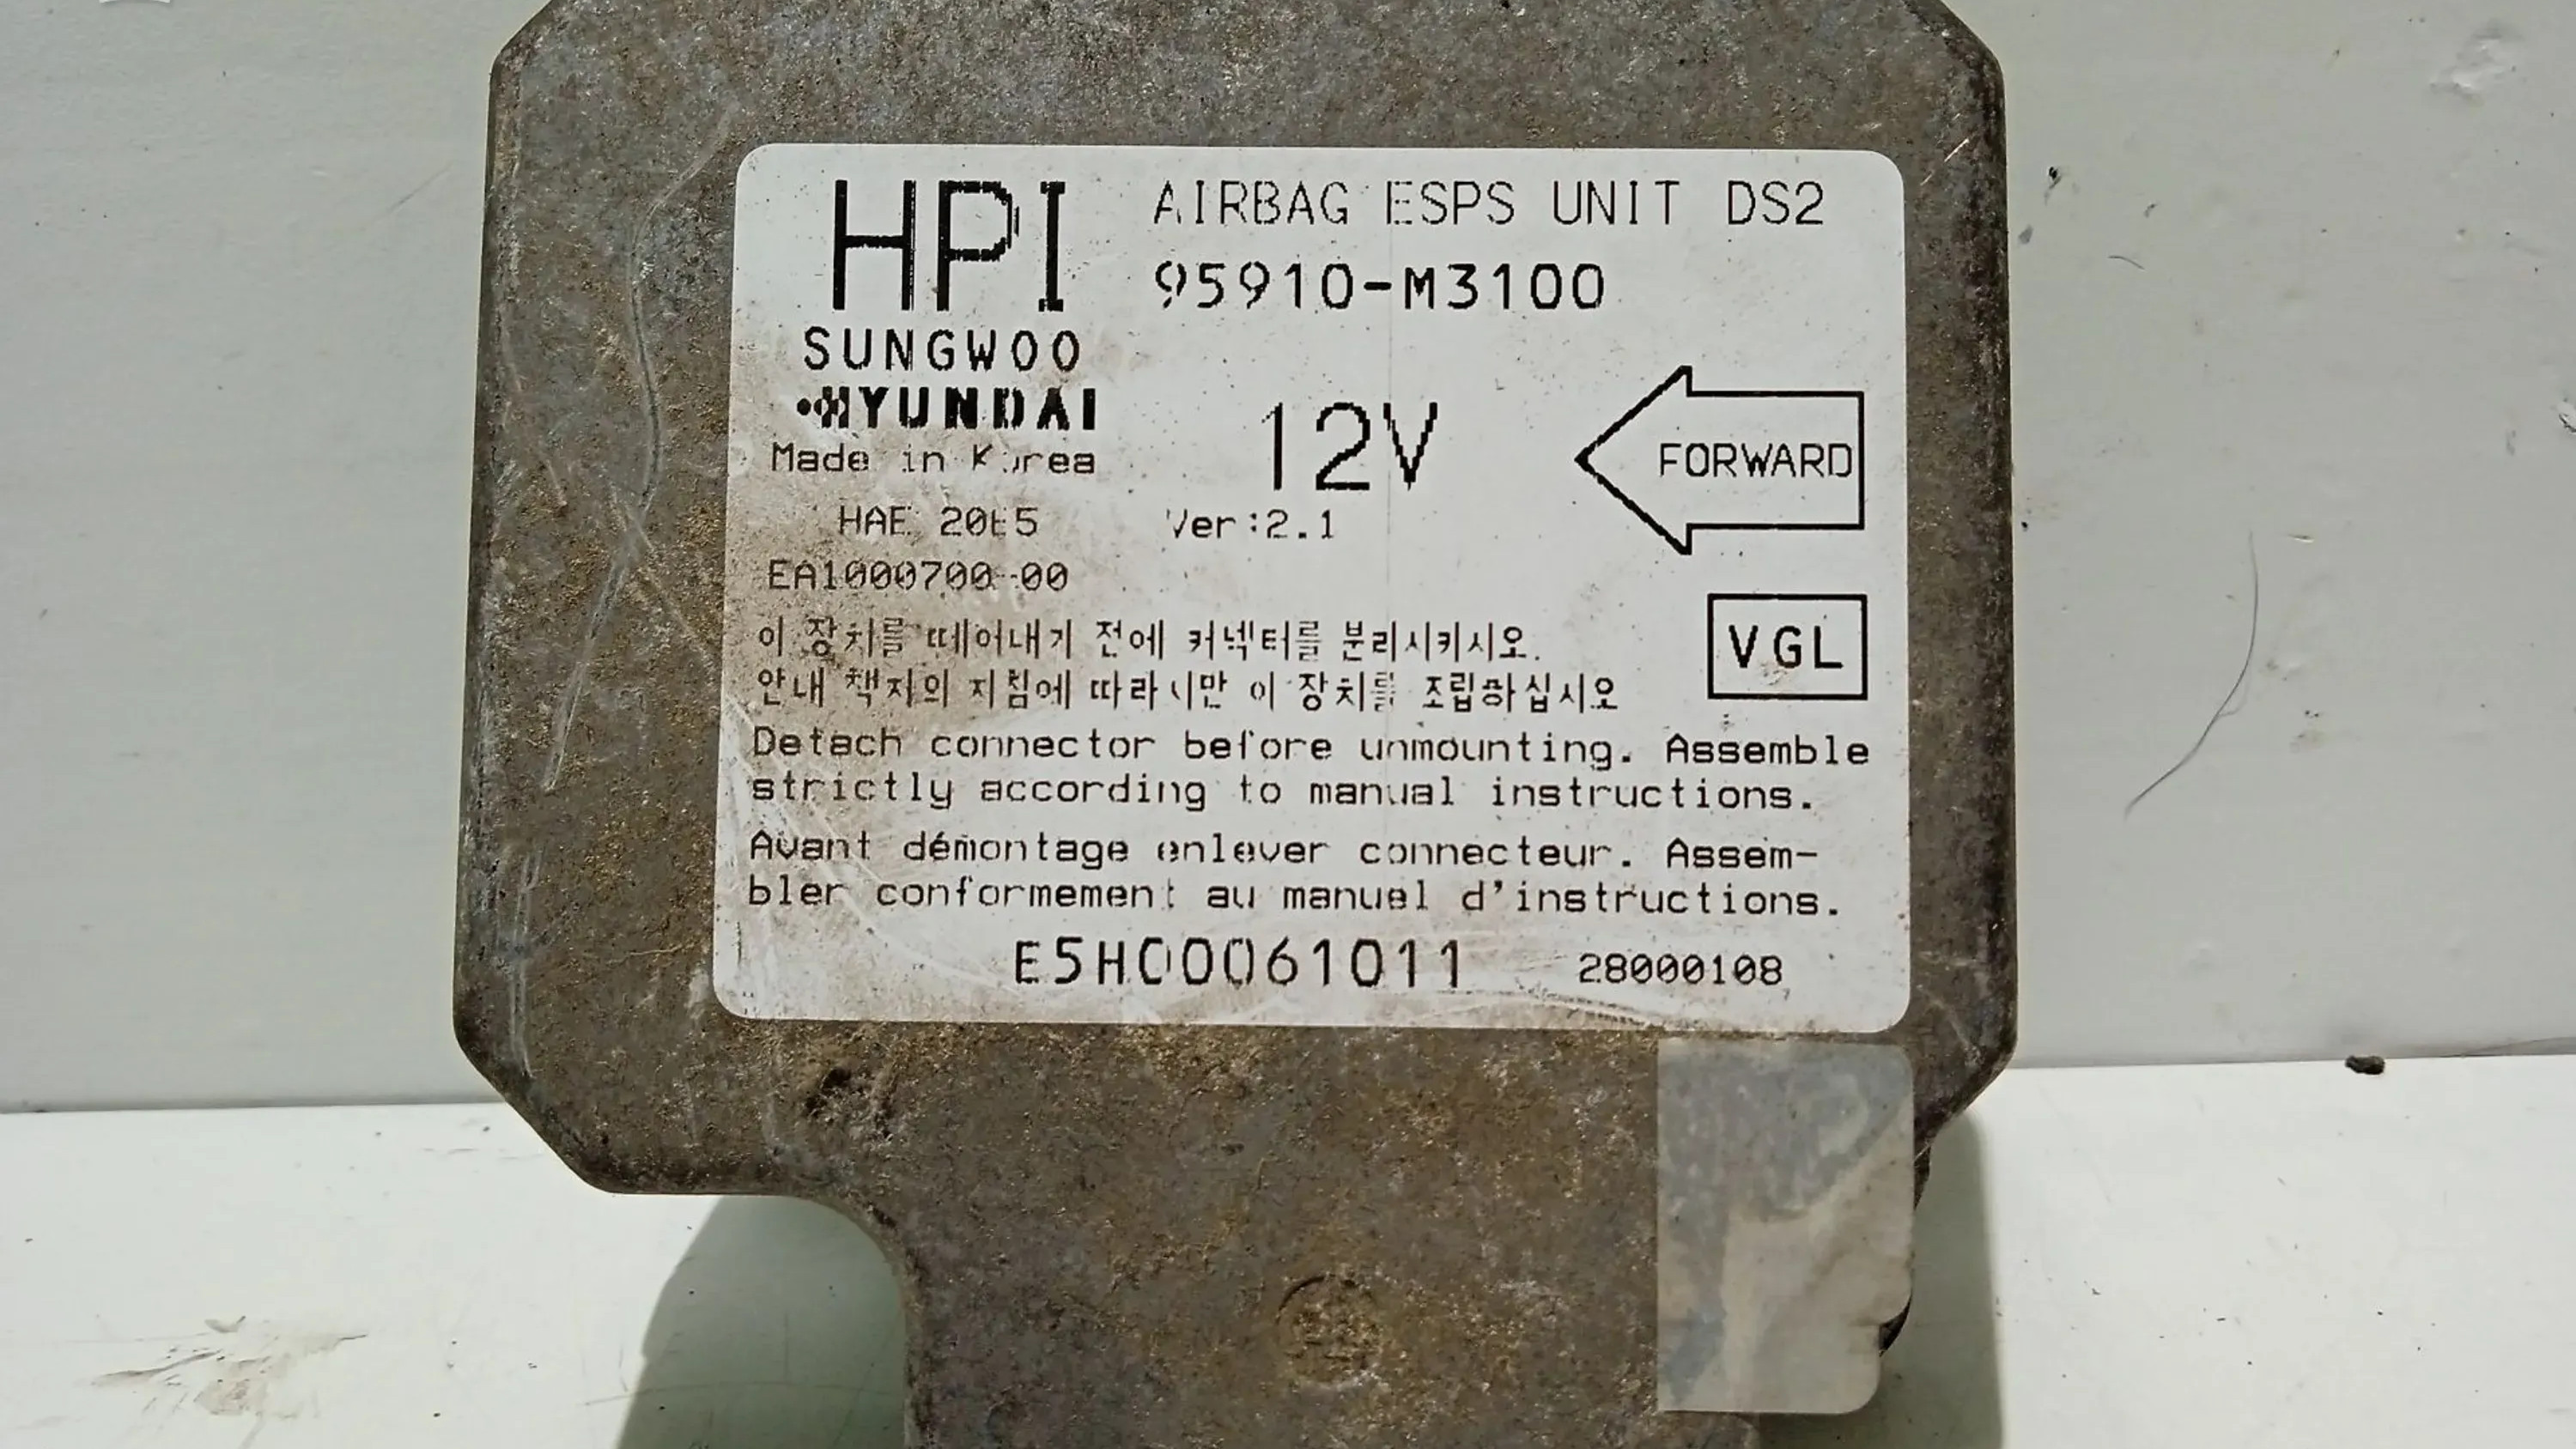 HPI
AIRBAG ESPS UNIT DS2
95910-M3100
SUNGWOO
HYUNDAI
Made in Korea
12V
FORWARD
HAE
Ver:2.1
EA1000700-00
이 장치를 떼어내기 전에 커넥터를 분리시키시오.
안내 책자의 지침에 따라서만 이 장치를 조립하십시오
VGL
Detach connector before unmounting. Assemble
strictly according to manual instructions.
Avant démontage enlever connecteur. Assem-
bler conformement au manuel d'instructions.
E5H00061011
28000108